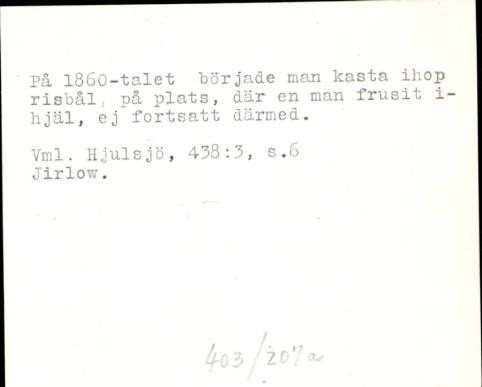 På 1860-talet började man kasta ihop
risbål, på plats, där en man frusit i-
hjäl, ej fortsatt därmed.
Vml. Hjulsjö, 438:3, s.6
Jirlow.
403/207a